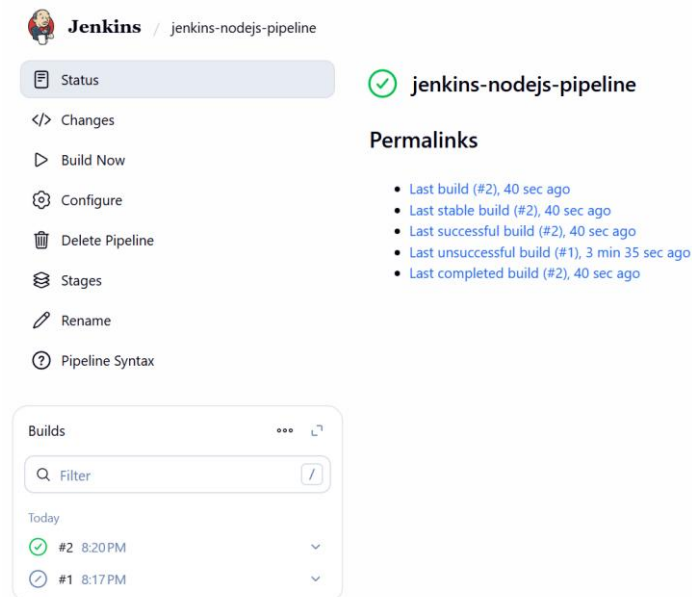 Jenkins / jenkins-nodejs-pipeline
Status
</> Changes
Build Now
Configure
Delete Pipeline
Stages
Rename
Pipeline Syntax
jenkins-nodejs-pipeline
Permalinks
• Last build (#2), 40 sec ago
• Last stable build (#2), 40 sec ago
• Last successful build (#2), 40 sec ago
• Last unsuccessful build (#1), 3 min 35 sec ago
• Last completed build (#2), 40 sec ago
Builds
Filter /
Today
#2 8:20 PM
#1 8:17 PM